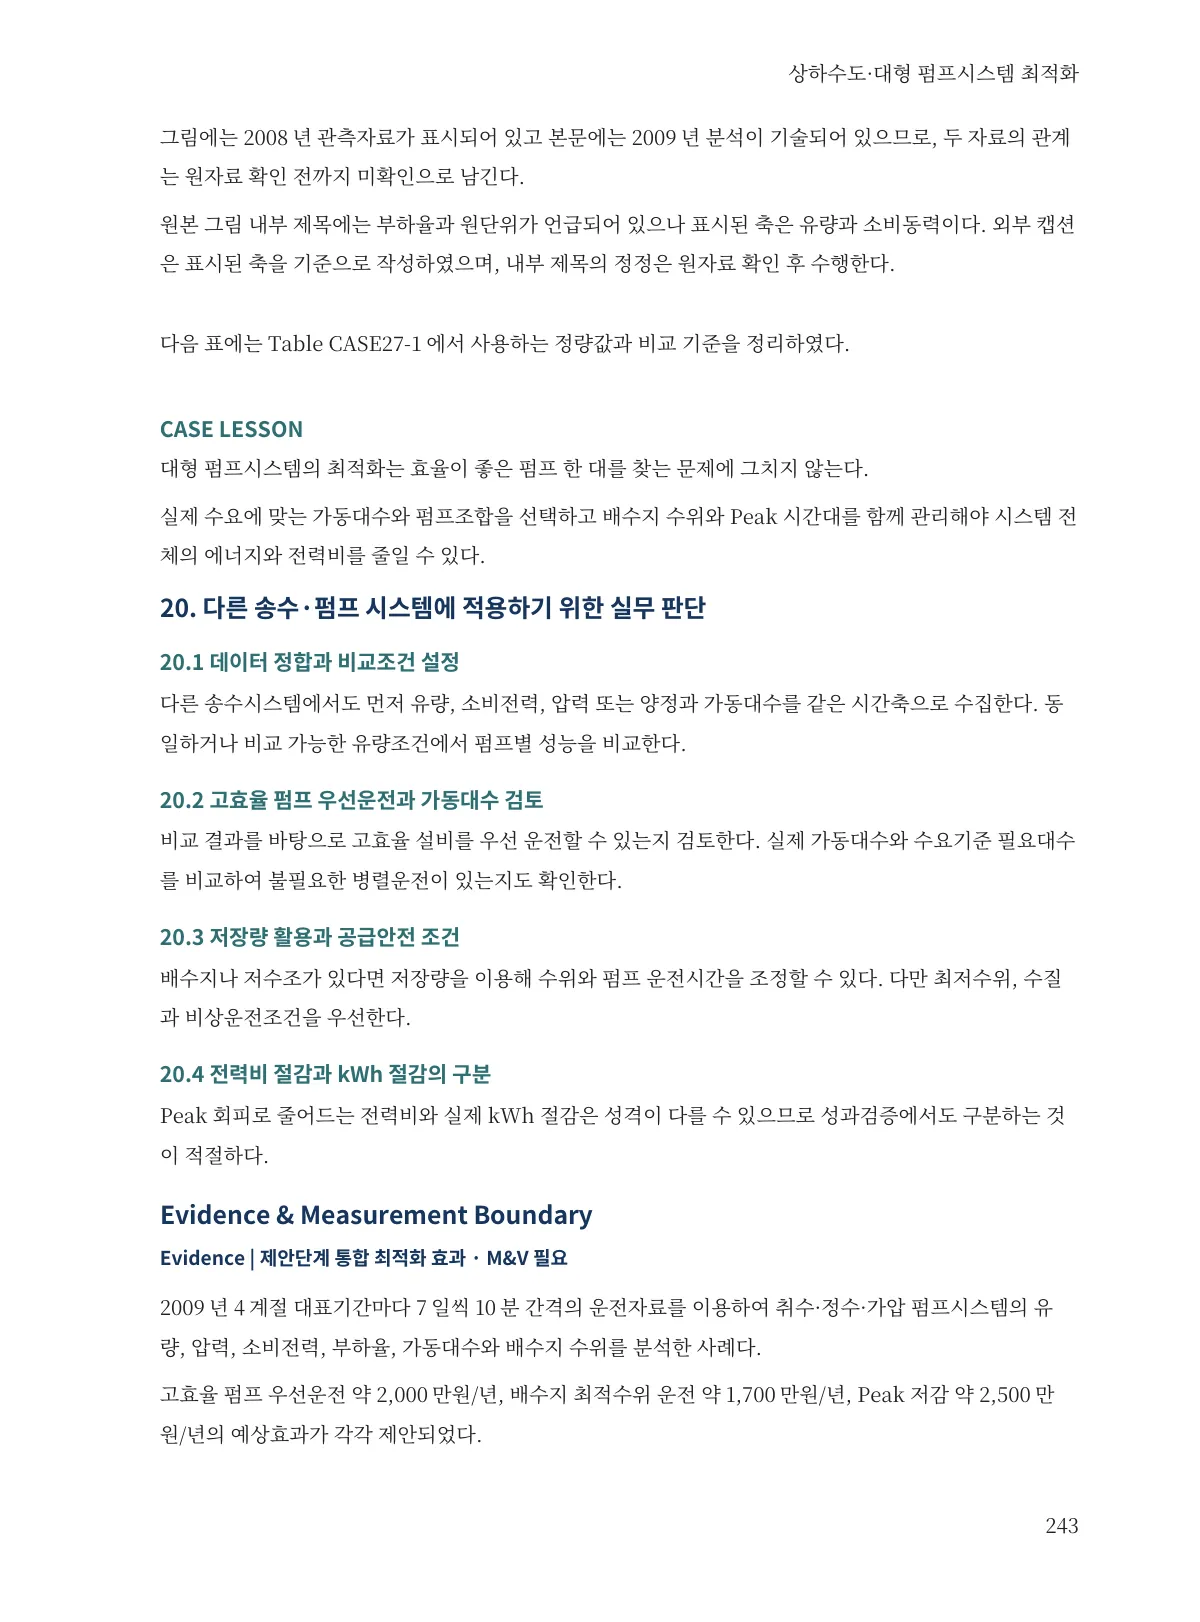 상하수도·대형 펌프시스템 최적화
그림에는 2008 년 관측자료가 표시되어 있고 본문에는 2009 년 분석이 기술되어 있으므로, 두 자료의 관계
는 원자료 확인 전까지 미확인으로 남긴다.
원본 그림 내부 제목에는 부하율과 원단위가 언급되어 있으나 표시된 축은 유량과 소비동력이다. 외부 캡션
은 표시된 축을 기준으로 작성하였으며, 내부 제목의 정정은 원자료 확인 후 수행한다.
다음 표에는 Table CASE27-1 에서 사용하는 정량값과 비교 기준을 정리하였다.
CASE LESSON
대형 펌프시스템의 최적화는 효율이 좋은 펌프 한 대를 찾는 문제에 그치지 않는다.
실제 수요에 맞는 가동대수와 펌프조합을 선택하고 배수지 수위와 Peak 시간대를 함께 관리해야 시스템 전
체의 에너지와 전력비를 줄일 수 있다.
20. 다른 송수·펌프 시스템에 적용하기 위한 실무 판단
20.1 데이터 정합과 비교조건 설정
다른 송수시스템에서도 먼저 유량, 소비전력, 압력 또는 양정과 가동대수를 같은 시간축으로 수집한다. 동
일하거나 비교 가능한 유량조건에서 펌프별 성능을 비교한다.
20.2 고효율 펌프 우선운전과 가동대수 검토
비교 결과를 바탕으로 고효율 설비를 우선 운전할 수 있는지 검토한다. 실제 가동대수와 수요기준 필요대수
를 비교하여 불필요한 병렬운전이 있는지도 확인한다.
20.3 저장량 활용과 공급안전 조건
배수지나 저수조가 있다면 저장량을 이용해 수위와 펌프 운전시간을 조정할 수 있다. 다만 최저수위, 수질
과 비상운전조건을 우선한다.
20.4 전력비 절감과 kWh 절감의 구분
Peak 회피로 줄어드는 전력비와 실제 kWh 절감은 성격이 다를 수 있으므로 성과검증에서도 구분하는 것
이 적절하다.
Evidence & Measurement Boundary
Evidence | 제안단계 통합 최적화 효과 · M&V 필요
2009 년 4 계절 대표기간마다 7 일씩 10 분 간격의 운전자료를 이용하여 취수·정수·가압 펌프시스템의 유
량, 압력, 소비전력, 부하율, 가동대수와 배수지 수위를 분석한 사례다.
고효율 펌프 우선운전 약 2,000 만원/년, 배수지 최적수위 운전 약 1,700 만원/년, Peak 저감 약 2,500 만
원/년의 예상효과가 각각 제안되었다.
243